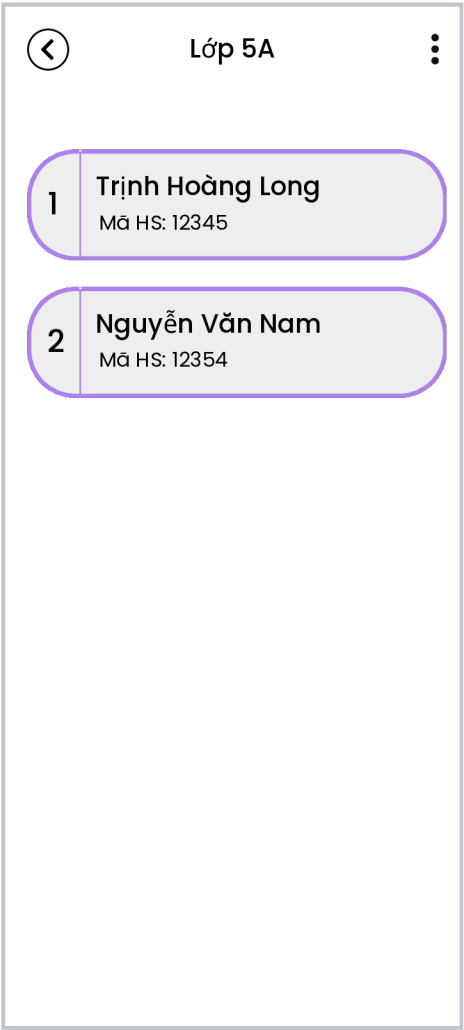 Lớp 5A
1
Trịnh Hoàng Long
Mã HS: 12345
2
Nguyễn Văn Nam
Mã HS: 12354